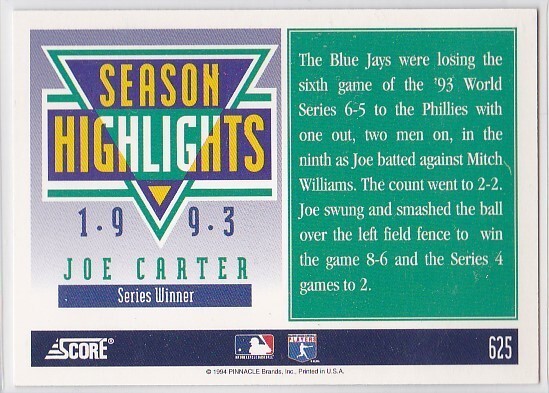 SEASON
HIGHLIGHTS
1·9 9·3
JOE CARTER
Series Winner
The Blue Jays were losing the
sixth game of the '93 World
Series 6-5 to the Phillies with
one out, two men on, in the
ninth as Joe batted against Mitch
Williams. The count went to 2-2.
Joe swung and smashed the ball
over the left field fence to win
the game 8-6 and the Series 4
games to 2.
SCORE®
PLAYERS
625
© 1994 PINNACLE Brands, Inc., Printed in U.S.A.